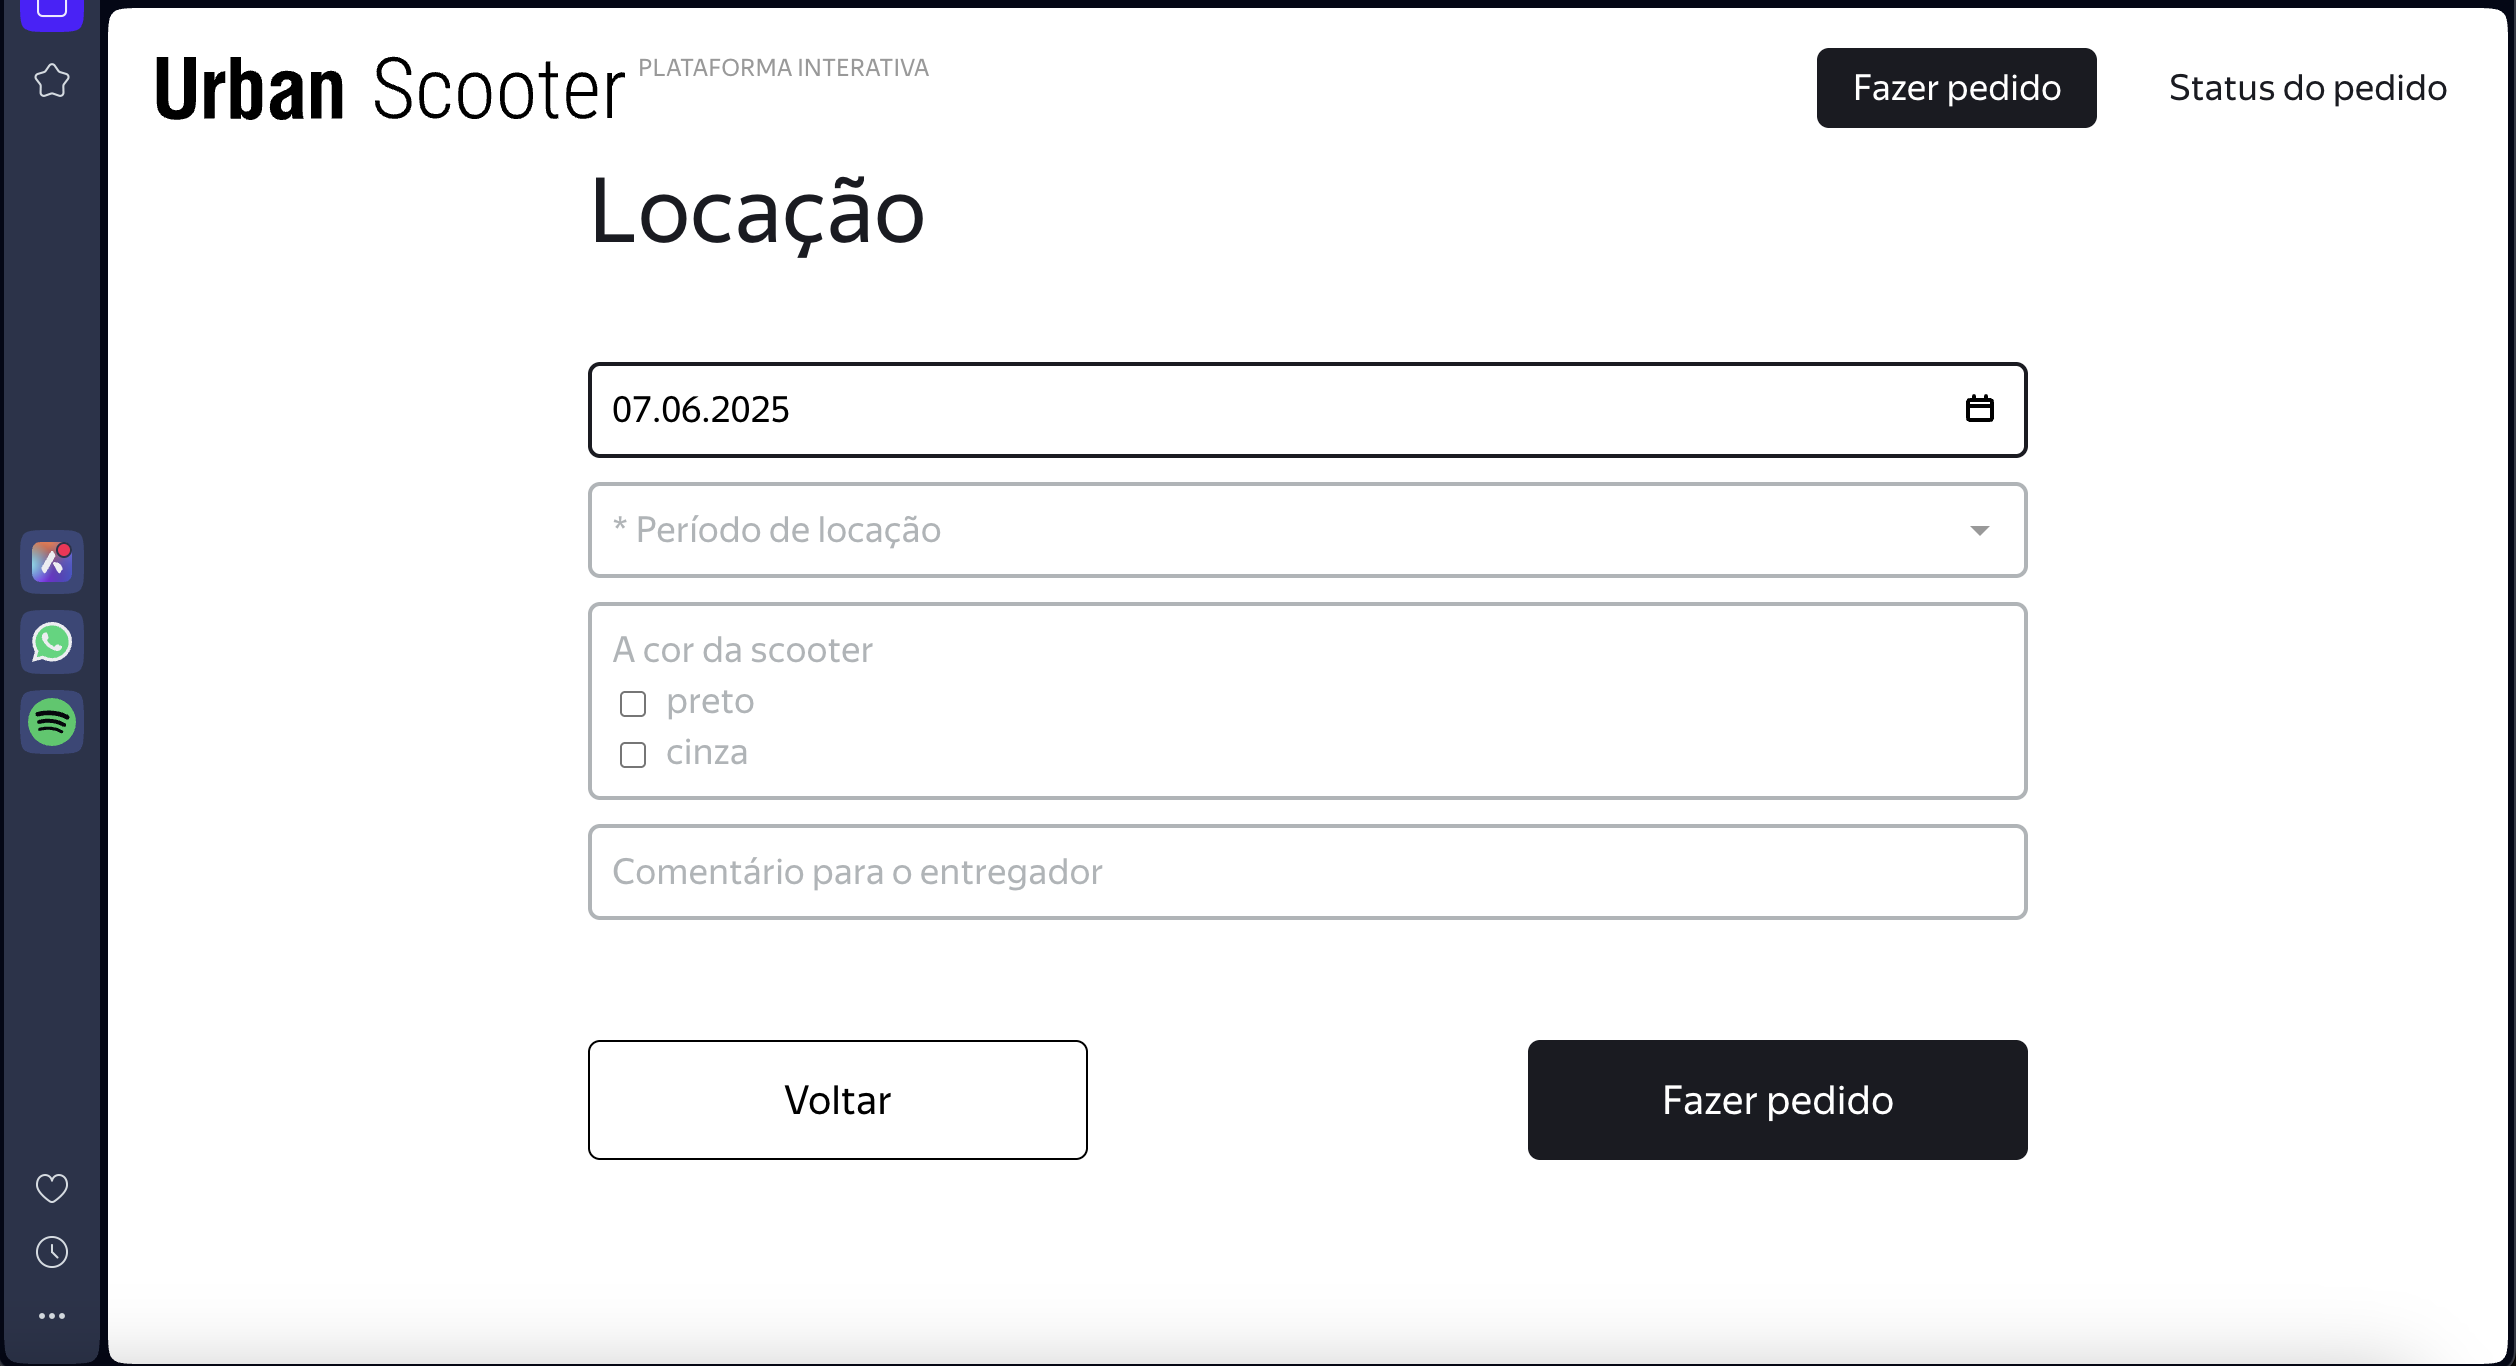 Urban Scooter PLATAFORMA INTERATIVA
Fazer pedido
Status do pedido
Locação
07.06.2025
* Período de locação
A cor da scooter
preto
cinza
Comentário para o entregador
Voltar
Fazer pedido